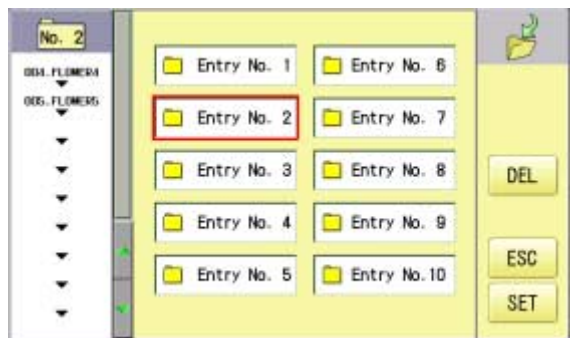 No. 2
004.FLOWER4
005.FLOWER5
Entry No. 1
Entry No. 2
Entry No. 3
Entry No. 4
Entry No. 5
Entry No. 6
Entry No. 7
Entry No. 8
Entry No. 9
Entry No.10
DEL
ESC
SET